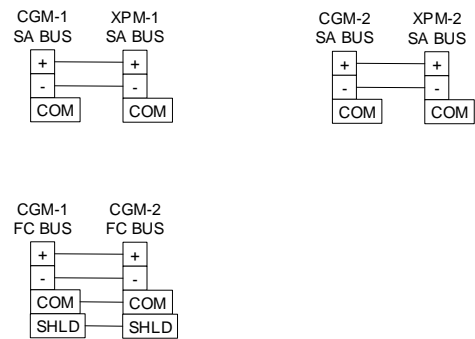 CGM-1 XPM-1
SA BUS SA BUS
+ +
- -
COM COM
CGM-2 XPM-2
SA BUS SA BUS
+ +
- -
COM COM
CGM-1 CGM-2
FC BUS FC BUS
+ +
- -
COM COM
SHLD SHLD